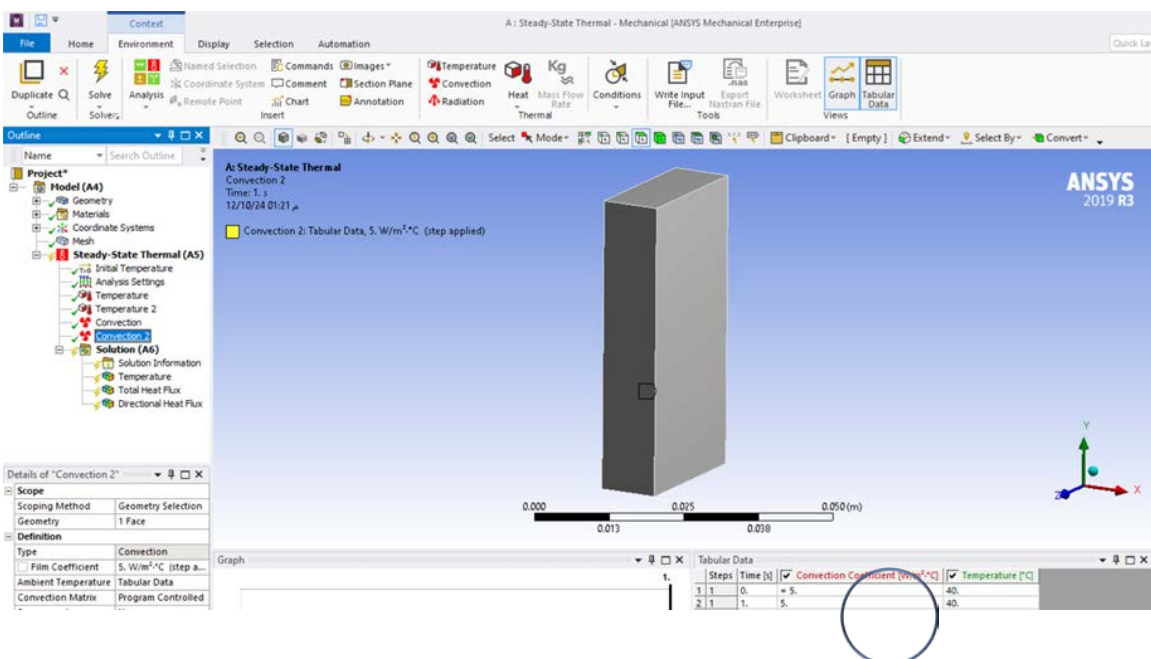 Context
A : Steady-State Thermal - Mechanical [ANSYS Mechanical Enterprise]
File Home Environment Display Selection Automation
Quick La
Duplicate Q
Outline
Solve
Solver
Analysis
Named Selection
Coordinate System
Remote Point
Commands
Comment
Chart
Images
Section Plane
Annotation
Insert
Temperature
Convection
Radiation
Heat
Mass Flow Rate
Conditions
Thermal
Write Input File...
Export Nastran File
.nas
Tools
Worksheet
Graph
Tabular Data
Views
Outline
Name Search Outline
Select Mode
Clipboard [ Empty ] Extend Select By Convert
Project*
Model (A4)
Geometry
Materials
Coordinate Systems
Mesh
Steady-State Thermal (A5)
Initial Temperature
Analysis Settings
Temperature
Temperature 2
Convection
Convection 2
Solution (A6)
Solution Information
Temperature
Total Heat Flux
Directional Heat Flux
A: Steady-State Thermal
Convection 2
Time: 1. s
12/10/24 01:21 م
Convection 2: Tabular Data, 5. W/m²·°C (step applied)
ANSYS
2019 R3
Y
Z X
0.000 0.025 0.050 (m)
0.013 0.038
Details of "Convection 2"
Scope
Scoping Method Geometry Selection
Geometry 1 Face
Definition
Type Convection
Film Coefficient 5. W/m²·°C (step a...
Ambient Temperature Tabular Data
Convection Matrix Program Controlled
Graph
1.
Tabular Data
Steps Time [s] Convection Coefficient [W/m²·°C] Temperature [°C]
1 1 0. = 5. 40.
2 1 1. 5. 40.